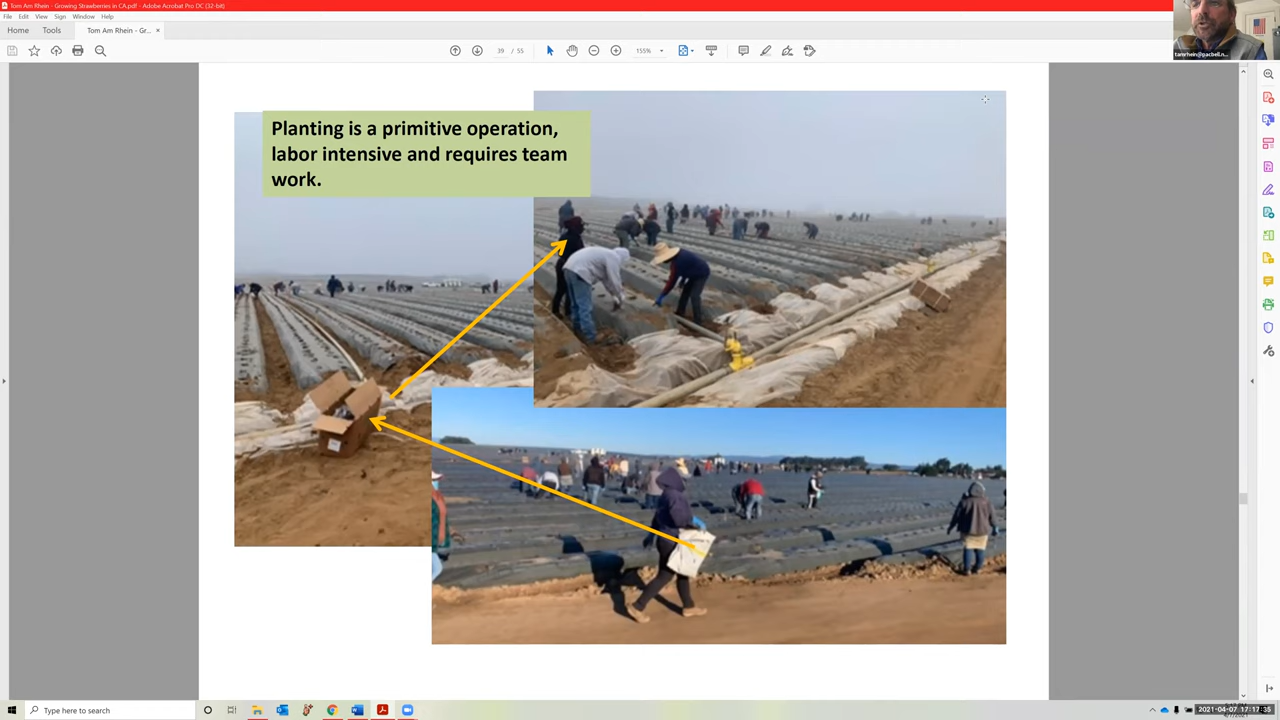 Tom Am Rhein - Growing Strawberries in CA.pdf - Adobe Acrobat Pro DC (32-bit)
File Edit View Sign Window Help
Home Tools Tom Am Rhein - Gr... ×
39 / 55 155%
tamrhein@pacbell.n...
Planting is a primitive operation,
labor intensive and requires team
work.
Type here to search
2021-04-07 17:17:35